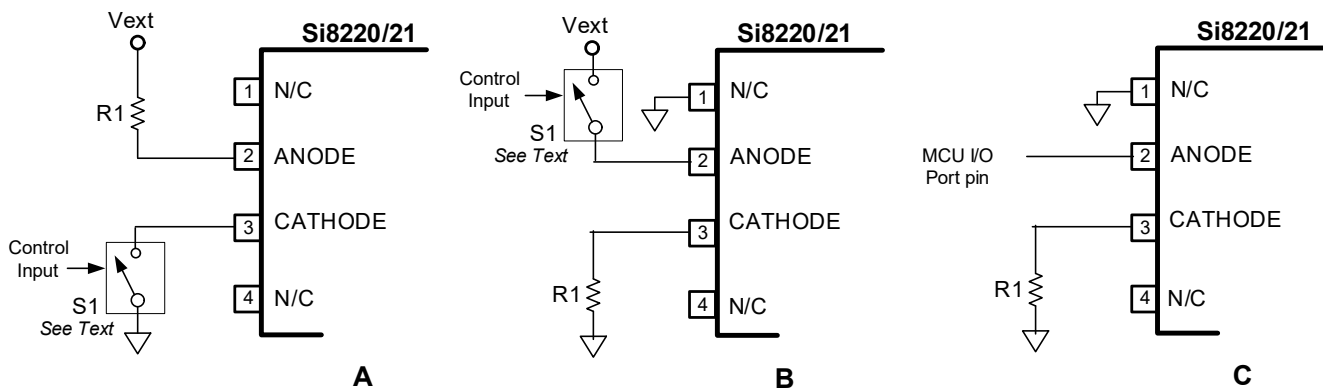 Vext
Si8220/21
R1
1
N/C
2
ANODE
3
CATHODE
Control
Input
S1
See Text
4
N/C
A
Vext
Si8220/21
Control
Input
S1
See Text
1
N/C
2
ANODE
3
CATHODE
R1
4
N/C
B
Si8220/21
1
N/C
MCU I/O
Port pin
2
ANODE
3
CATHODE
R1
4
N/C
C